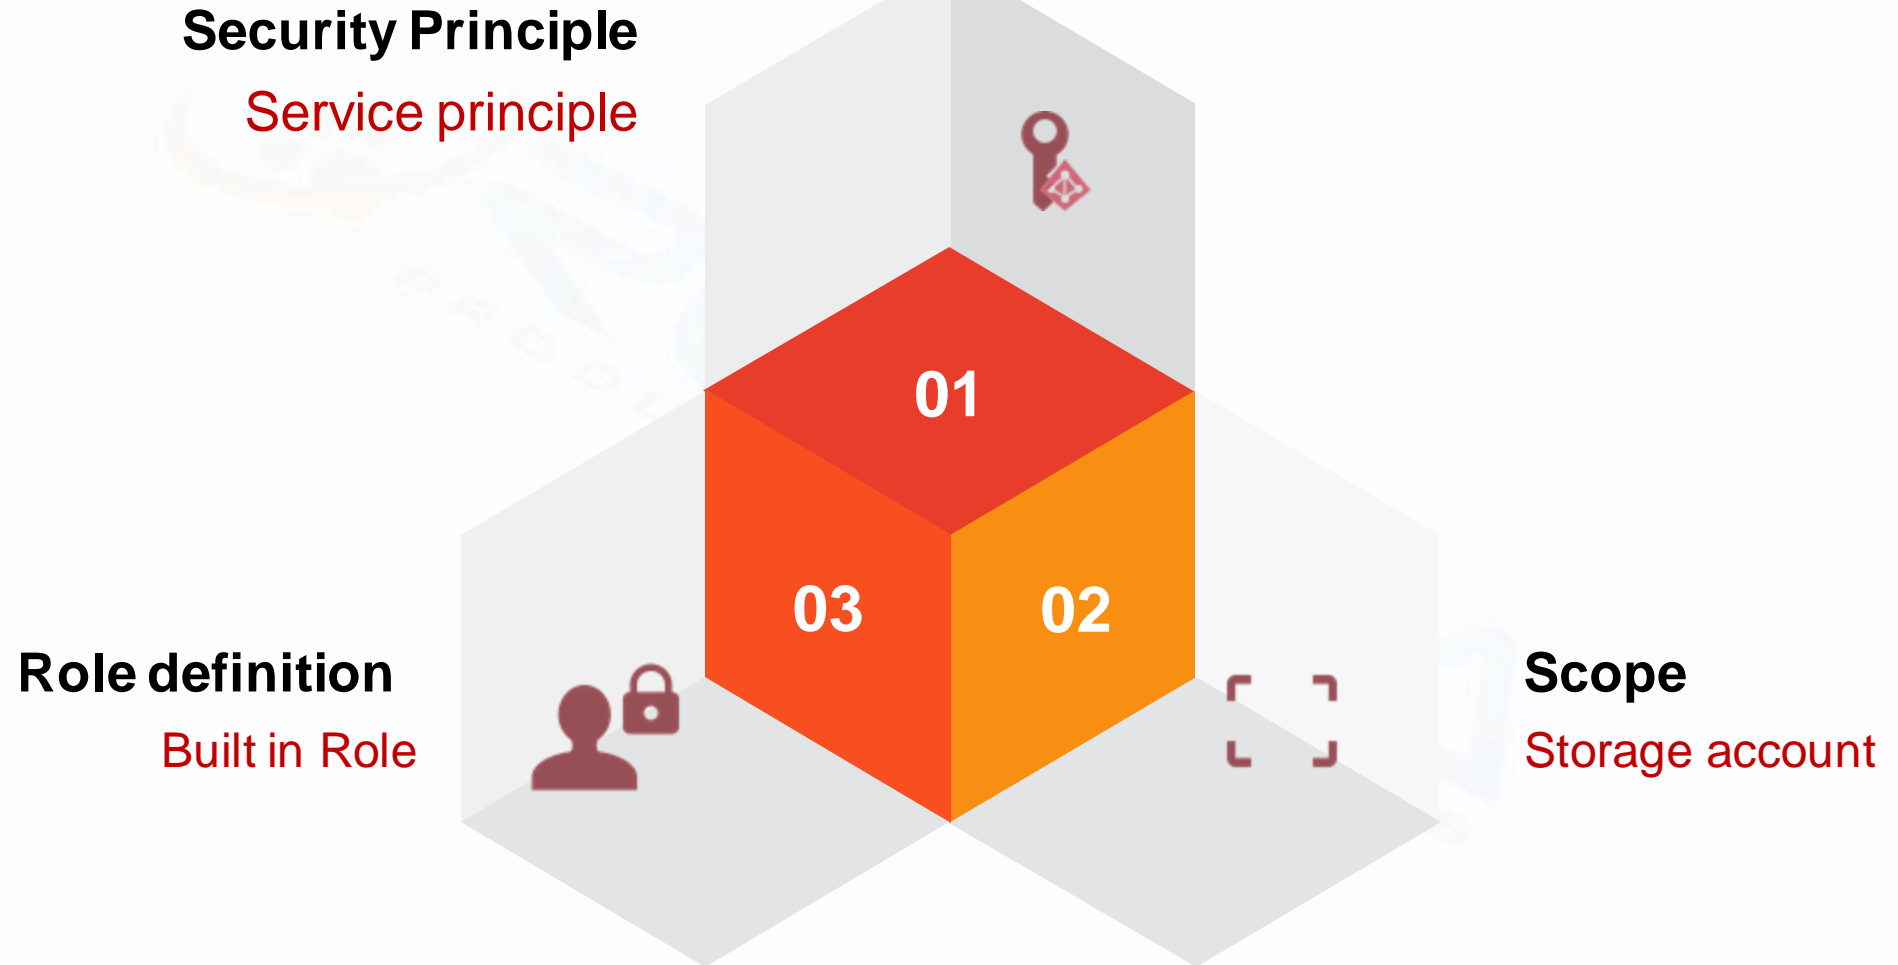 Security Principle
Service principle
01
03
02
Role definition
Built in Role
Scope
Storage account